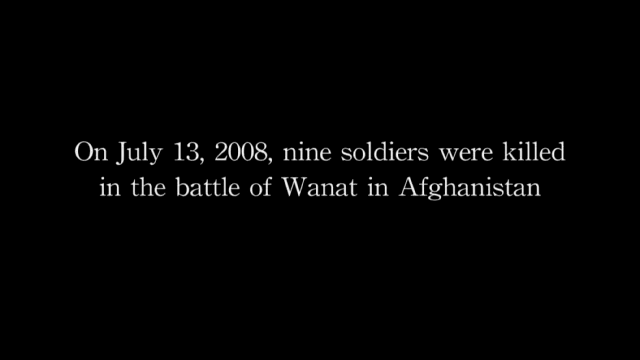 On July 13, 2008, nine soldiers were killed
in the battle of Wanat in Afghanistan